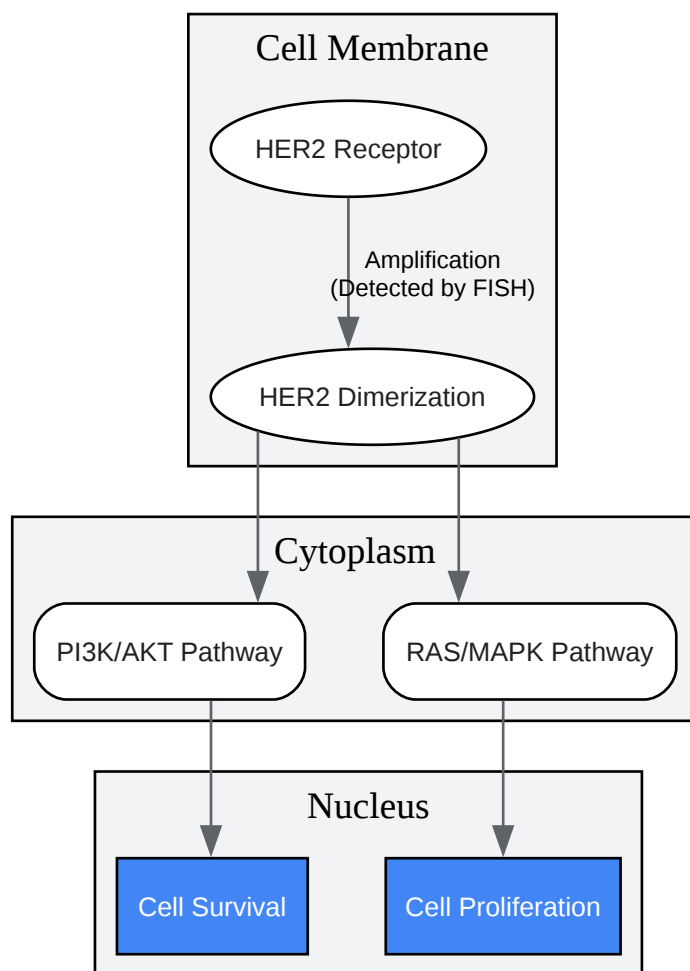 Cell Membrane
HER2 Receptor
Amplification
(Detected by FISH)
HER2 Dimerization
Cytoplasm
PI3K/AKT Pathway
RAS/MAPK Pathway
Nucleus
Cell Survival
Cell Proliferation